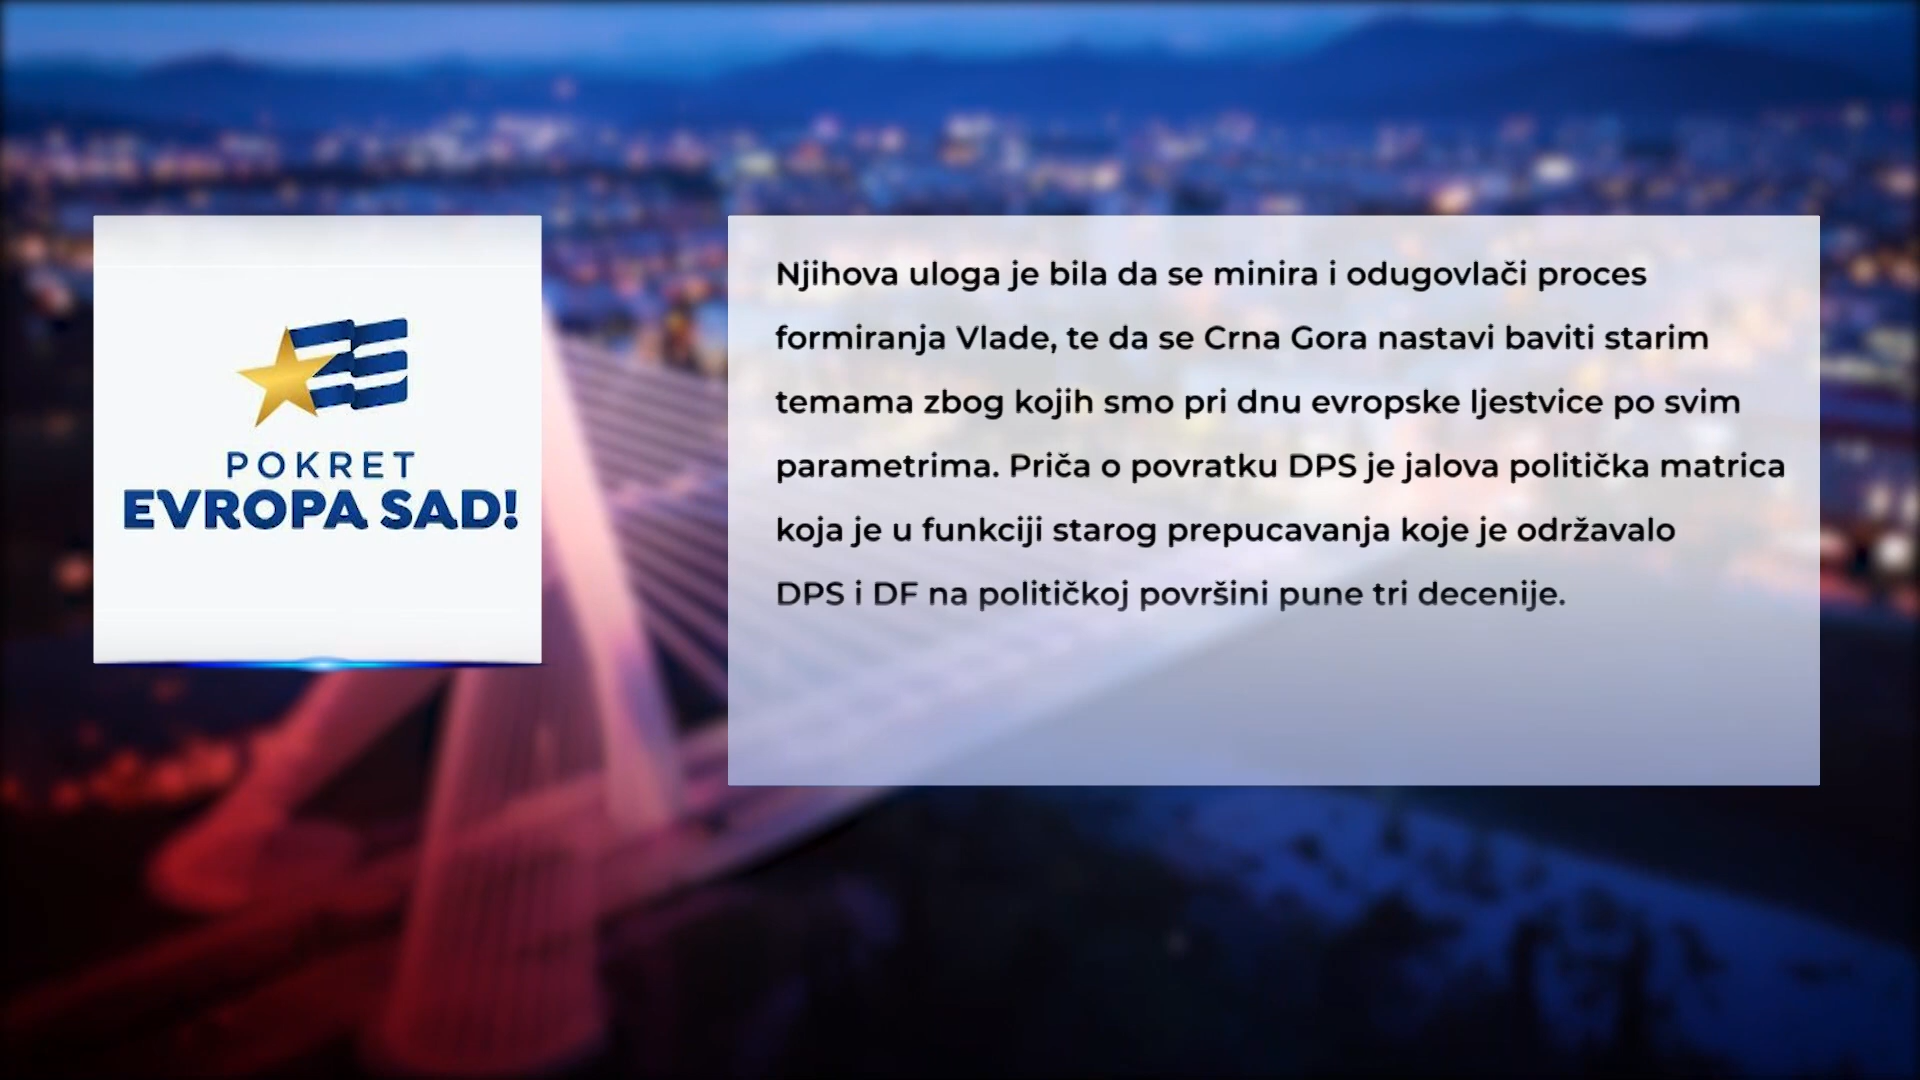 POKRET
EVROPA SAD!
Njihova uloga je bila da se minira i odugovlači proces
formiranja Vlade, te da se Crna Gora nastavi baviti starim
temama zbog kojih smo pri dnu evropske ljestvice po svim
parametrima. Priča o povratku DPS je jalova politička matrica
koja je u funkciji starog prepucavanja koje je održavalo
DPS i DF na političkoj površini pune tri decenije.